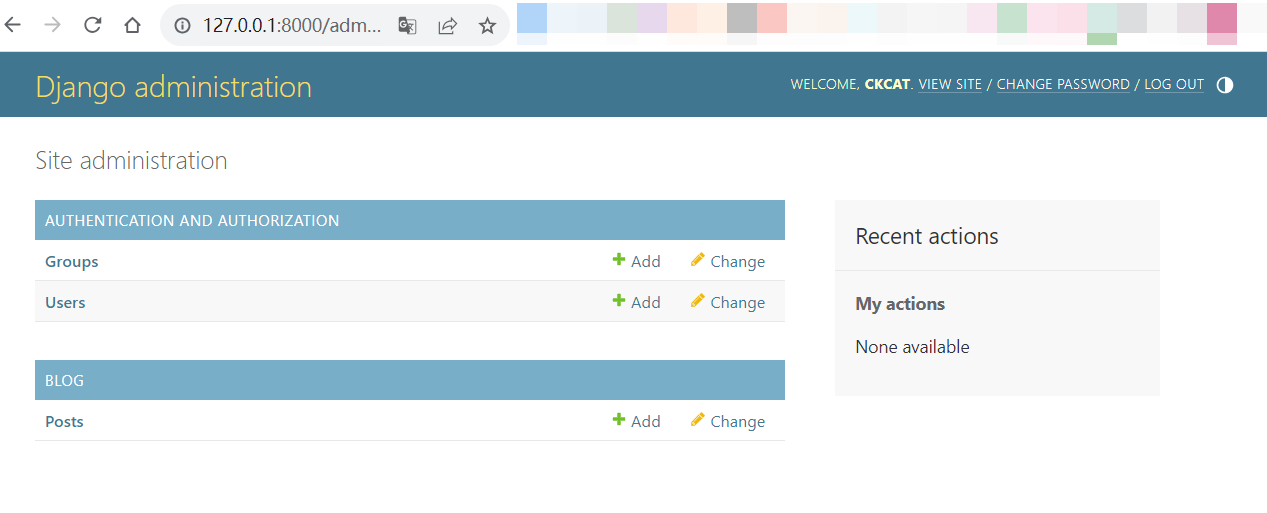 127.0.0.1:8000/adm...
Django administration
WELCOME, CKCAT. VIEW SITE / CHANGE PASSWORD / LOG OUT
Site administration
AUTHENTICATION AND AUTHORIZATION
Groups Add Change
Users Add Change
BLOG
Posts Add Change
Recent actions
My actions
None available